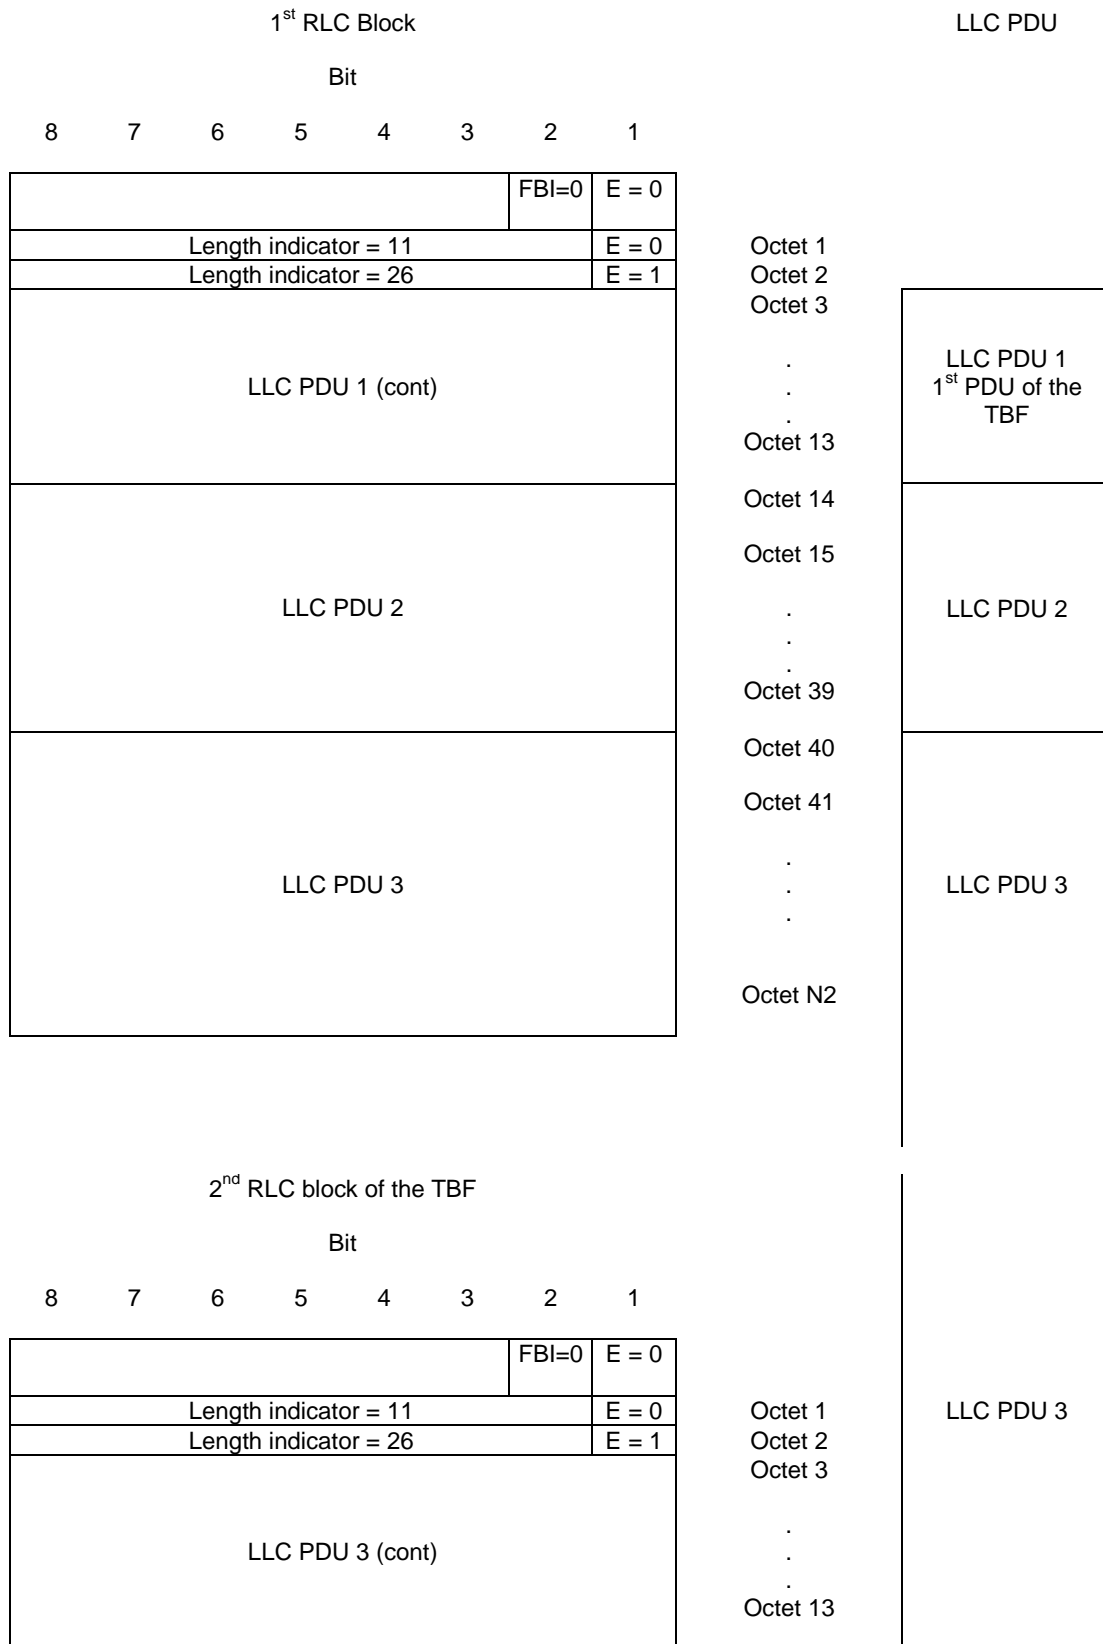 1st RLC Block LLC PDU
Bit
8 7 6 5 4 3 2 1
FBI=0 E = 0
Length indicator = 11 E = 0 Octet 1
Length indicator = 26 E = 1 Octet 2
Octet 3
.
LLC PDU 1 (cont)
.
.
Octet 13
LLC PDU 1
1st PDU of the
TBF
Octet 14
Octet 15
LLC PDU 2
.
.
.
LLC PDU 2
Octet 39
Octet 40
Octet 41
.
LLC PDU 3 . LLC PDU 3
.
Octet N2
2nd RLC block of the TBF
Bit
8 7 6 5 4 3 2 1
FBI=0 E = 0
Length indicator = 11 E = 0 Octet 1 LLC PDU 3
Length indicator = 26 E = 1 Octet 2
Octet 3
.
LLC PDU 3 (cont) .
.
Octet 13